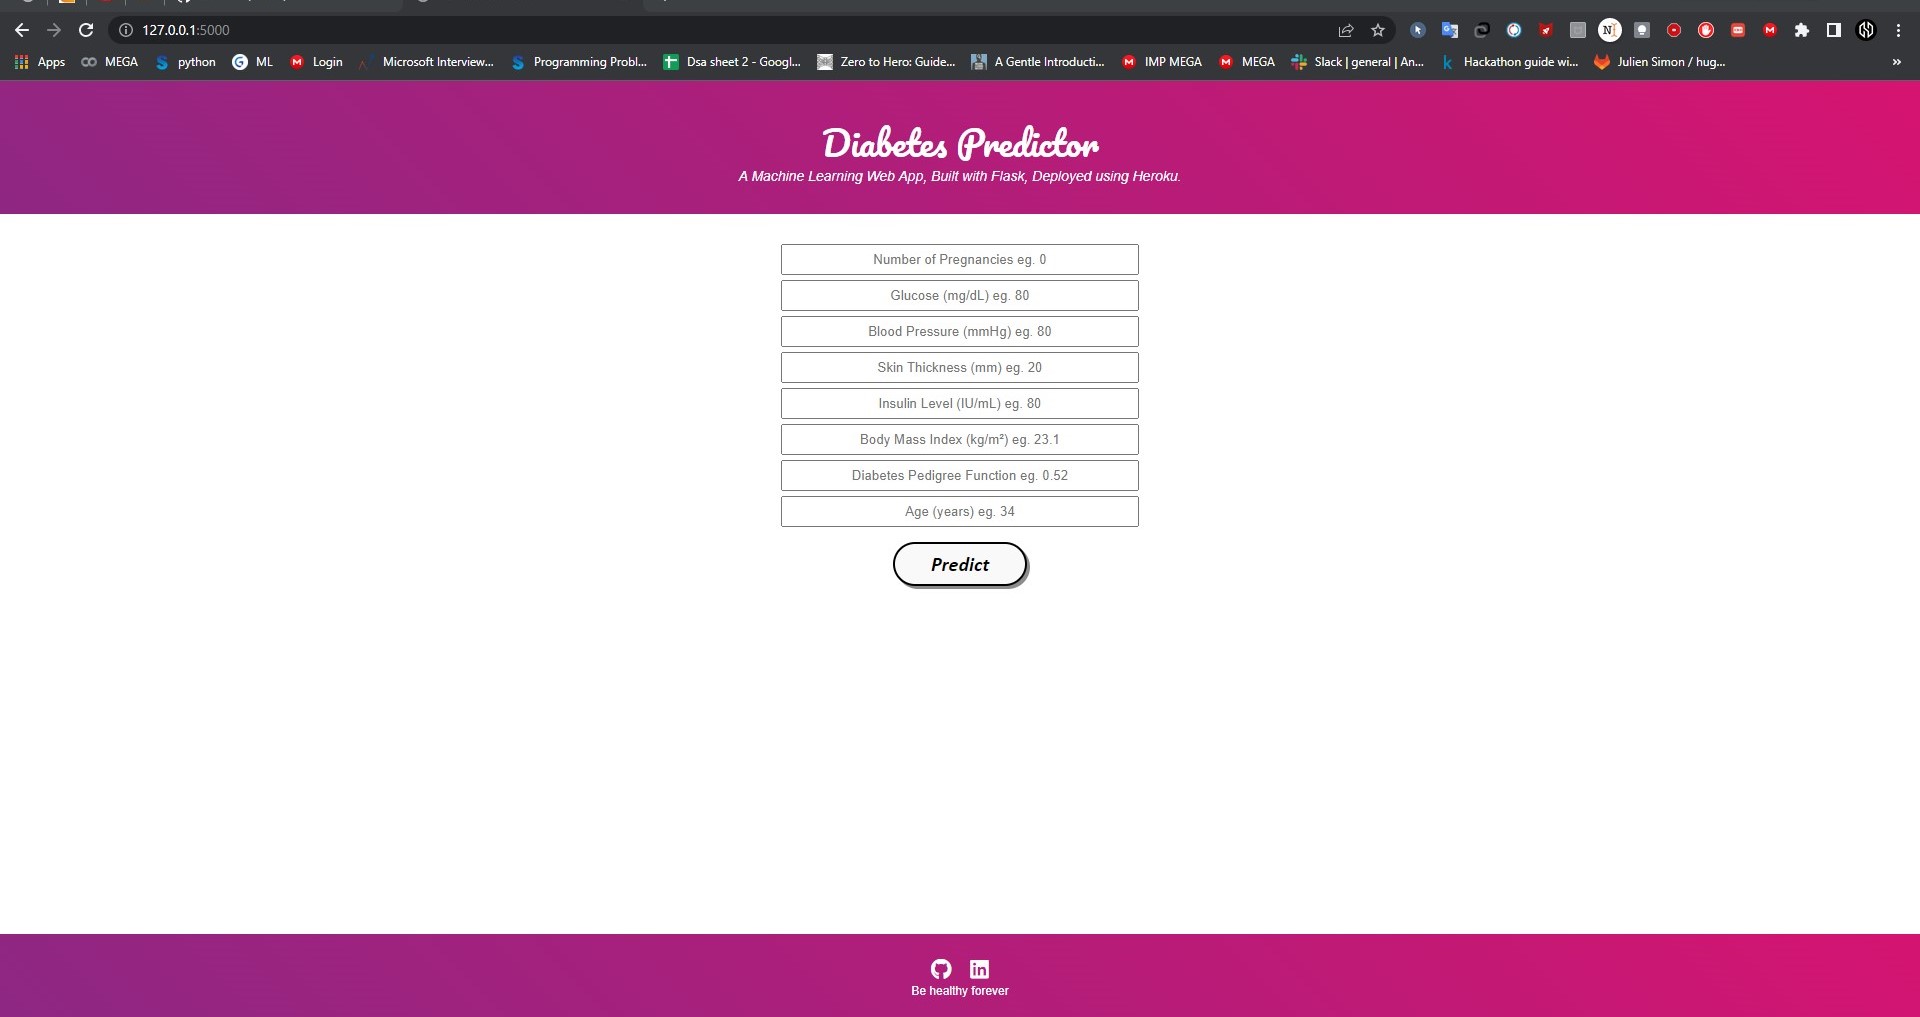 127.0.0.1:5000
Apps MEGA python ML Login Microsoft Interview... Programming Probl... Dsa sheet 2 - Googl... Zero to Hero: Guide... A Gentle Introducti... IMP MEGA MEGA Slack | general | An... Hackathon guide wi... Julien Simon / hug... »
Diabetes Predictor
A Machine Learning Web App, Built with Flask, Deployed using Heroku.
Number of Pregnancies eg. 0
Glucose (mg/dL) eg. 80
Blood Pressure (mmHg) eg. 80
Skin Thickness (mm) eg. 20
Insulin Level (IU/mL) eg. 80
Body Mass Index (kg/m²) eg. 23.1
Diabetes Pedigree Function eg. 0.52
Age (years) eg. 34
Predict
Be healthy forever